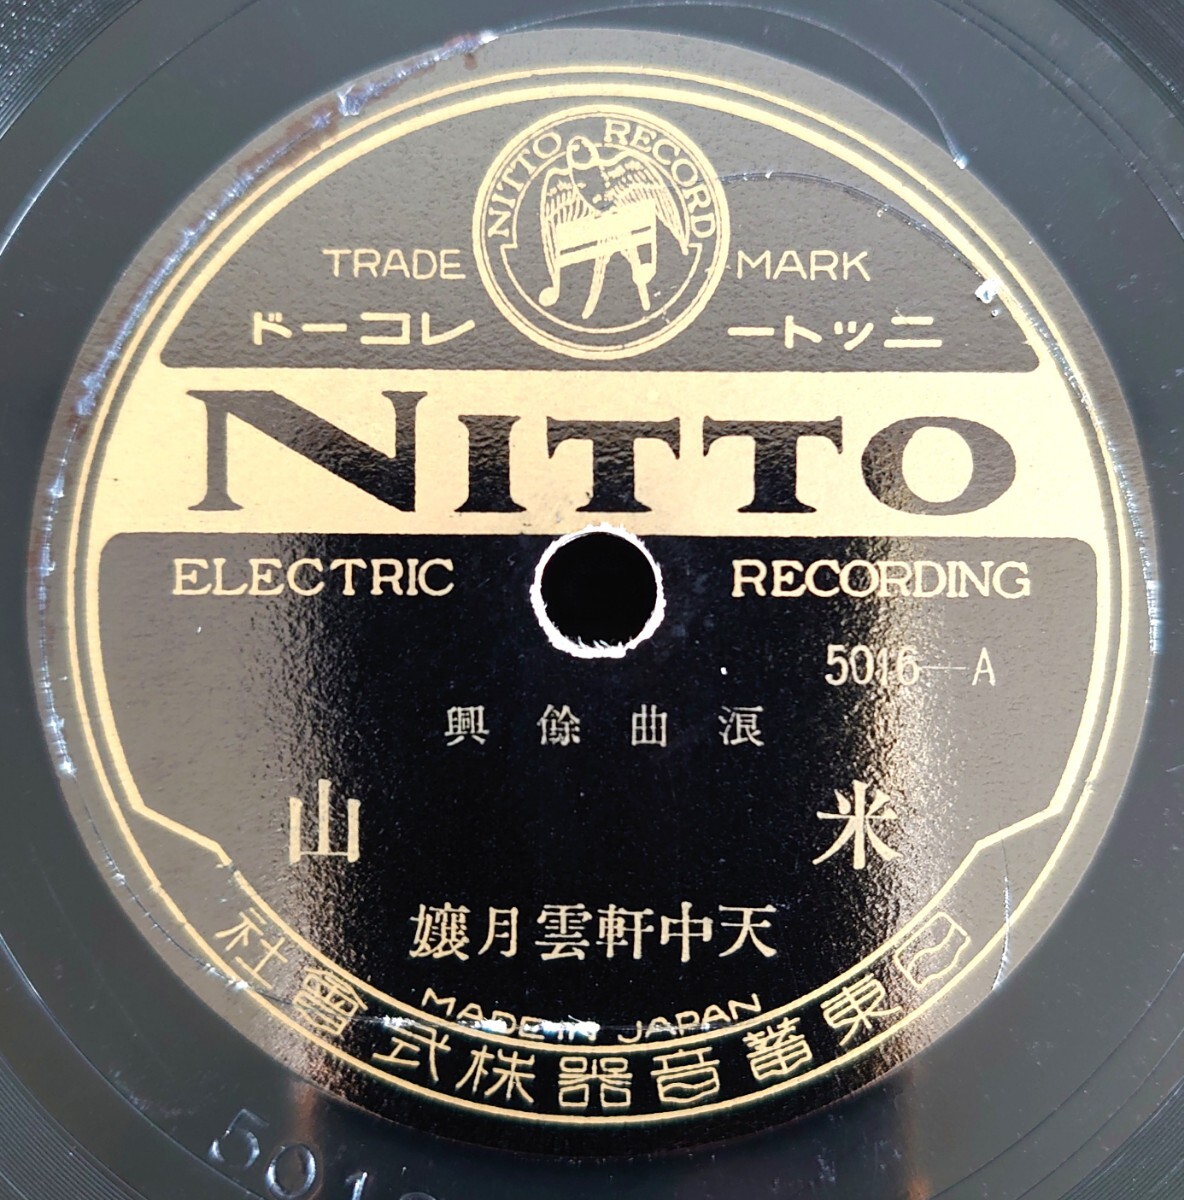 NITTO RECORD
TRADE MARK
ニットー レコード
NITTO
ELECTRIC RECORDING
5016—A
浪曲餘興
米山
天中軒雲月孃
MADE IN JAPAN
日東蓄音器株式會社
501